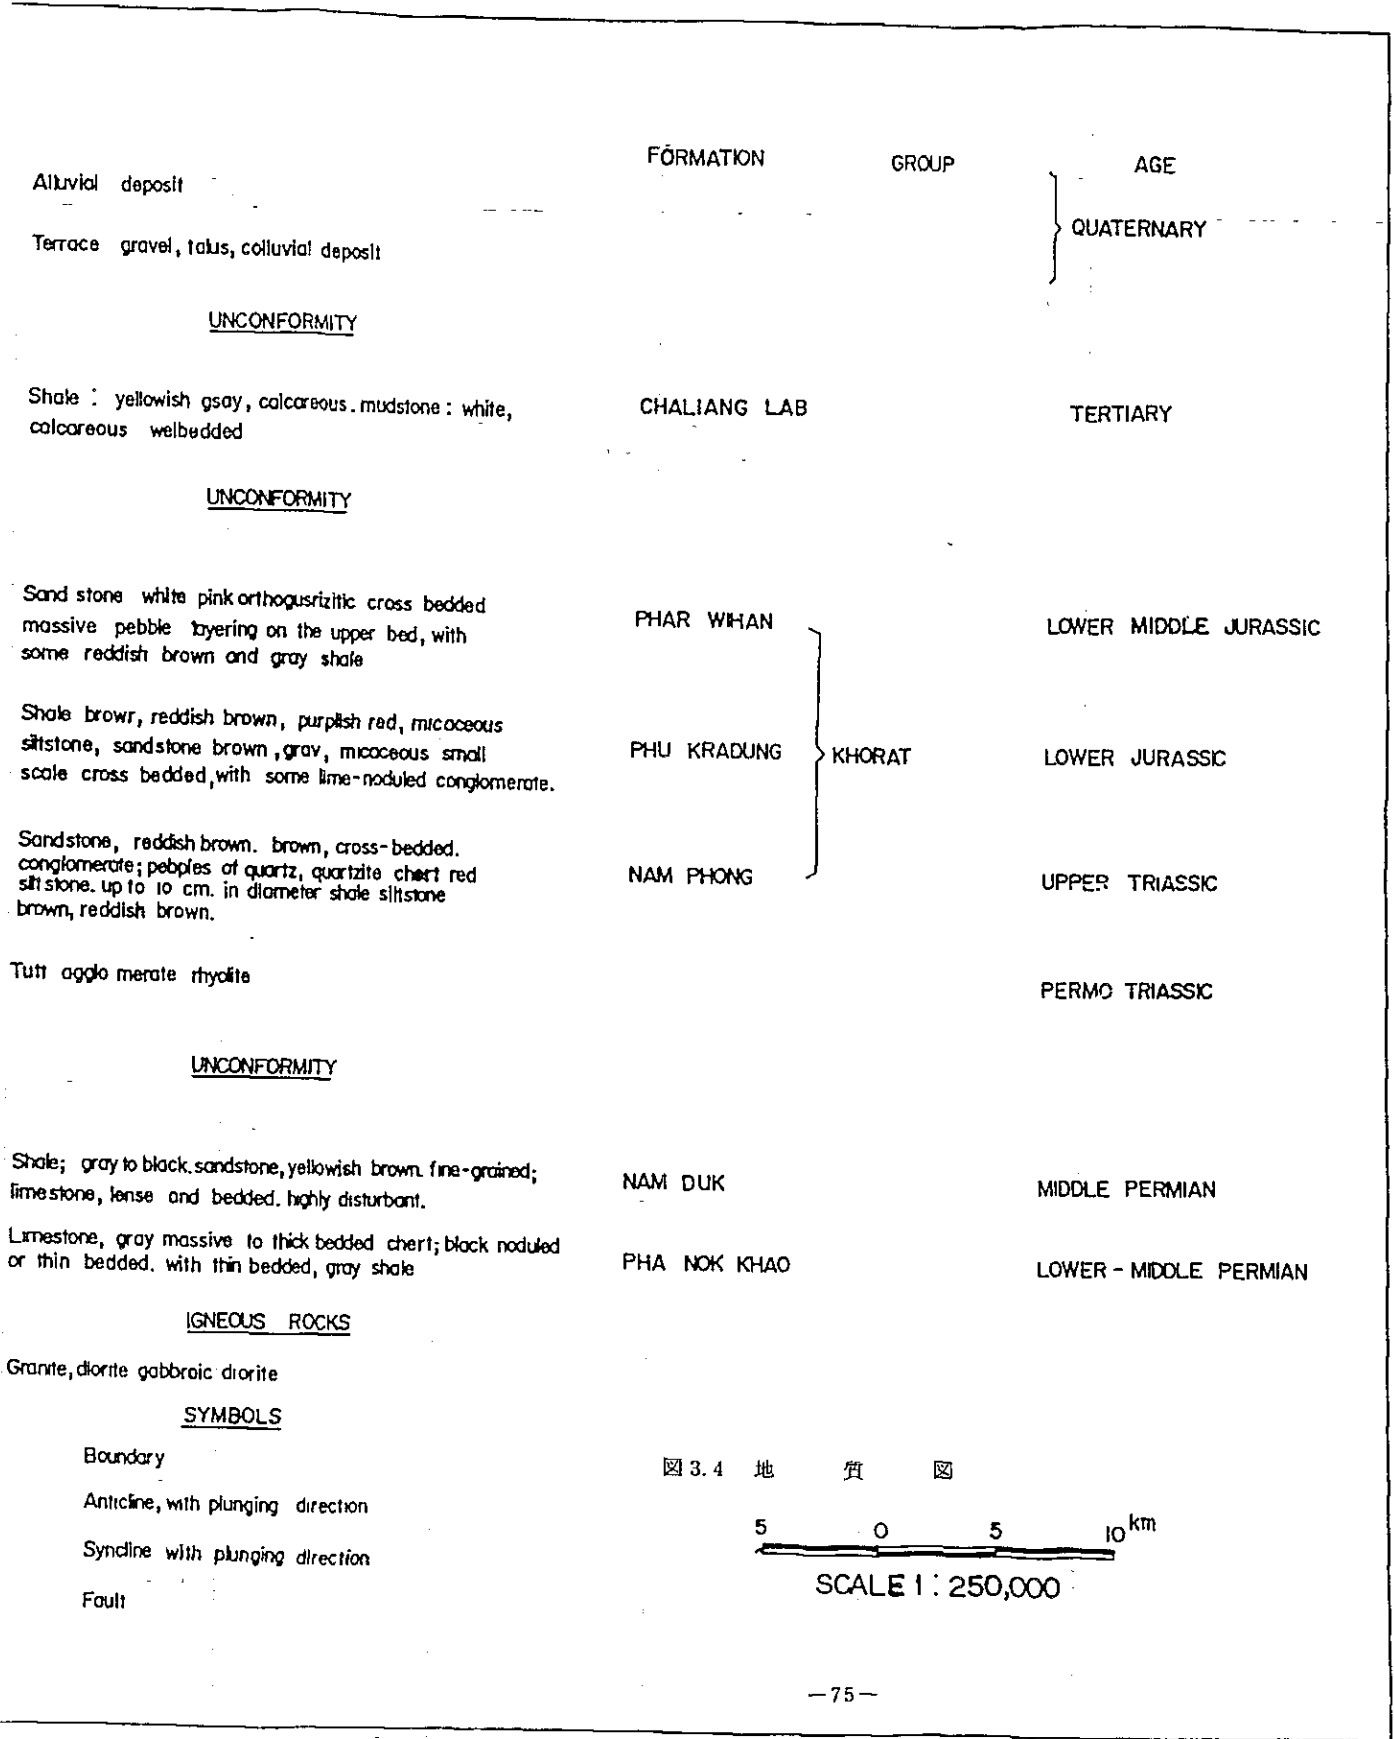 FORMATION GROUP AGE
Alluvial deposit
QUATERNARY
Terrace gravel, talus, colluvial deposit
UNCONFORMITY
Shale : yellowish gsay, calcareous. mudstone : white, CHALIANG LAB TERTIARY
calcareous welbedded
UNCONFORMITY
Sand stone white pink orthogusrizitic cross bedded PHAR WIHAN LOWER MIDDLE JURASSIC
massive pebble layering on the upper bed, with
some reddish brown and gray shale
Shale browr, reddish brown, purplish red, micaceous
siltstone, sandstone brown, grav, micaceous small PHU KRADUNG KHORAT LOWER JURASSIC
scale cross bedded, with some lime-noduled conglomerate.
Sandstone, reddish brown. brown, cross-bedded.
conglomerate; pebples of quartz, quartzite chert red NAM PHONG UPPER TRIASSIC
silt stone. up to 10 cm. in diameter shale siltstone
brown, reddish brown.
Tutt agglo merate rhyolite PERMO TRIASSIC
UNCONFORMITY
Shale; gray to black. sandstone, yellowish brown fine-grained; NAM DUK MIDDLE PERMIAN
limestone, lense and bedded. highly disturbant.
Limestone, gray massive to thick bedded chert; black noduled
or thin bedded. with thin bedded, gray shale PHA NOK KHAO LOWER - MIDDLE PERMIAN
IGNEOUS ROCKS
Granite, diorite gabbroic diorite
SYMBOLS
Boundary
図 3.4 地 質 図
Anticline, with plunging direction
5 0 5 10 km
Syncline with plunging direction
SCALE 1 : 250,000
Fault
—75—